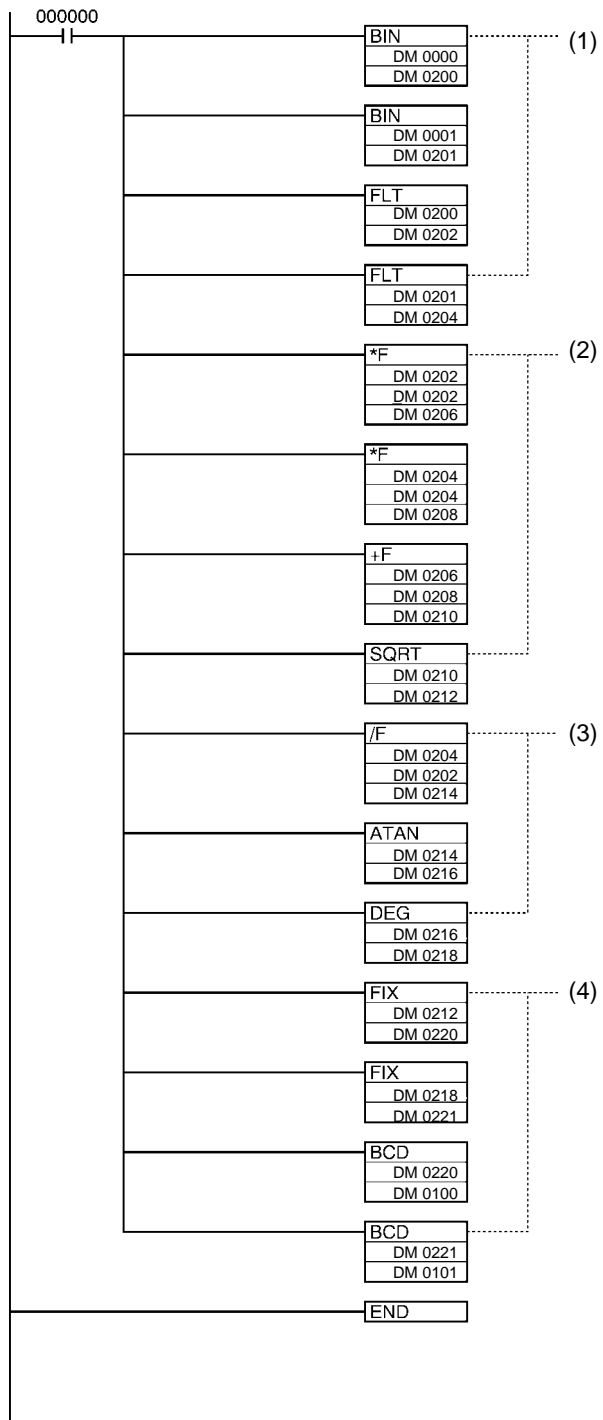 000000
BIN
(1)
DM 0000
DM 0200
BIN
DM 0001
DM 0201
FLT
DM 0200
DM 0202
FLT
DM 0201
DM 0204
*F
(2)
DM 0202
DM 0202
DM 0206
*F
DM 0204
DM 0204
DM 0208
+F
DM 0206
DM 0208
DM 0210
SQRT
DM 0210
DM 0212
/F
(3)
DM 0204
DM 0202
DM 0214
ATAN
DM 0214
DM 0216
DEG
DM 0216
DM 0218
FIX
(4)
DM 0212
DM 0220
FIX
DM 0218
DM 0221
BCD
DM 0220
DM 0100
BCD
DM 0221
DM 0101
END